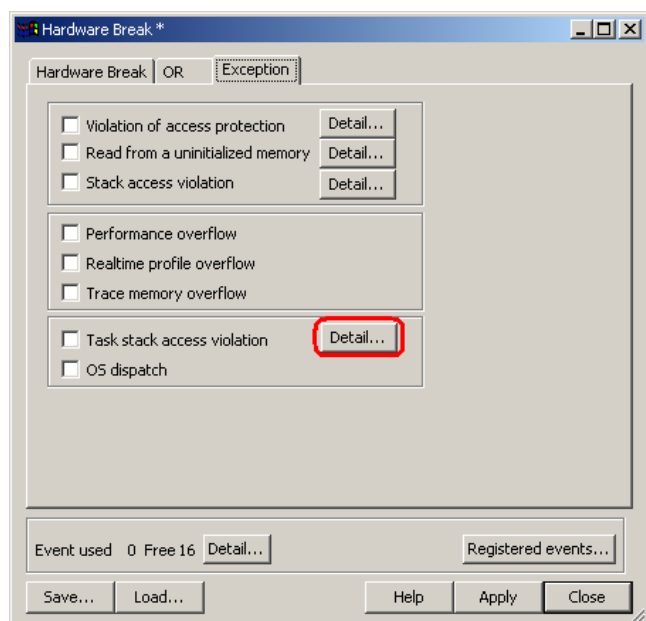 Hardware Break *
Hardware Break OR Exception
Violation of access protection Detail...
Read from a uninitialized memory Detail...
Stack access violation Detail...
Performance overflow
Realtime profile overflow
Trace memory overflow
Task stack access violation Detail...
OS dispatch
Event used 0 Free 16 Detail... Registered events...
Save... Load... Help Apply Close